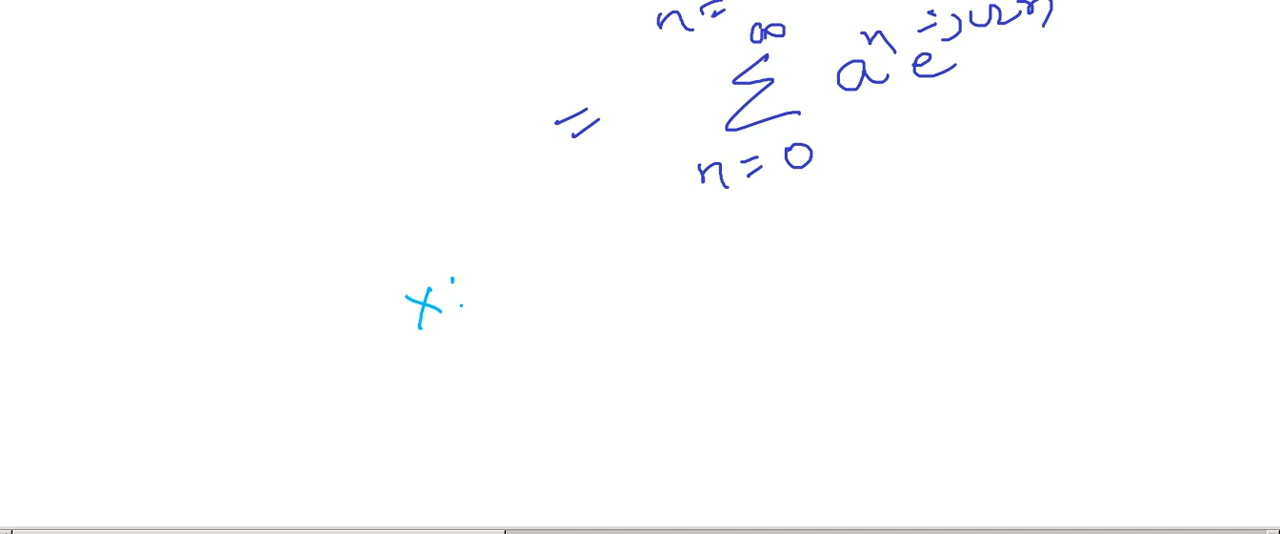 n =
∞
= Σ aⁿ e^{-jωn}
n = 0
x